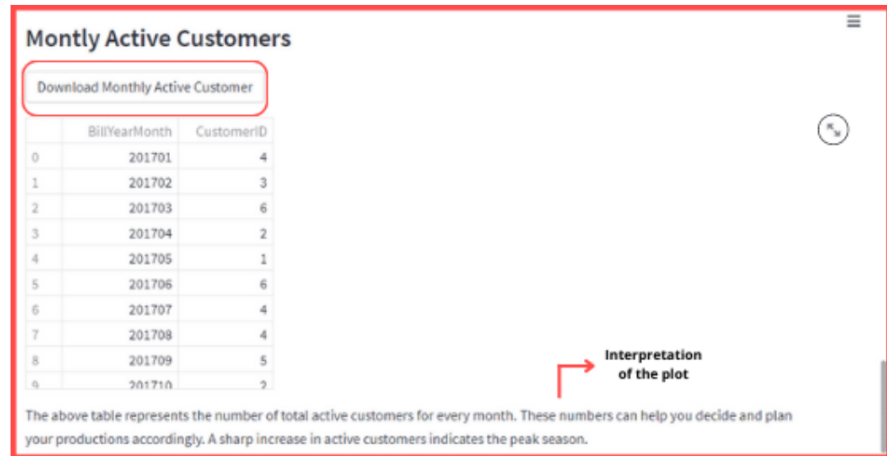 Montly Active Customers
Download Monthly Active Customer
BillYearMonth CustomerID
0 201701 4
1 201702 3
2 201703 6
3 201704 2
4 201705 1
5 201706 6
6 201707 4
7 201708 4
8 201709 5
9 201710 2
Interpretation
of the plot
The above table represents the number of total active customers for every month. These numbers can help you decide and plan
your productions accordingly. A sharp increase in active customers indicates the peak season.